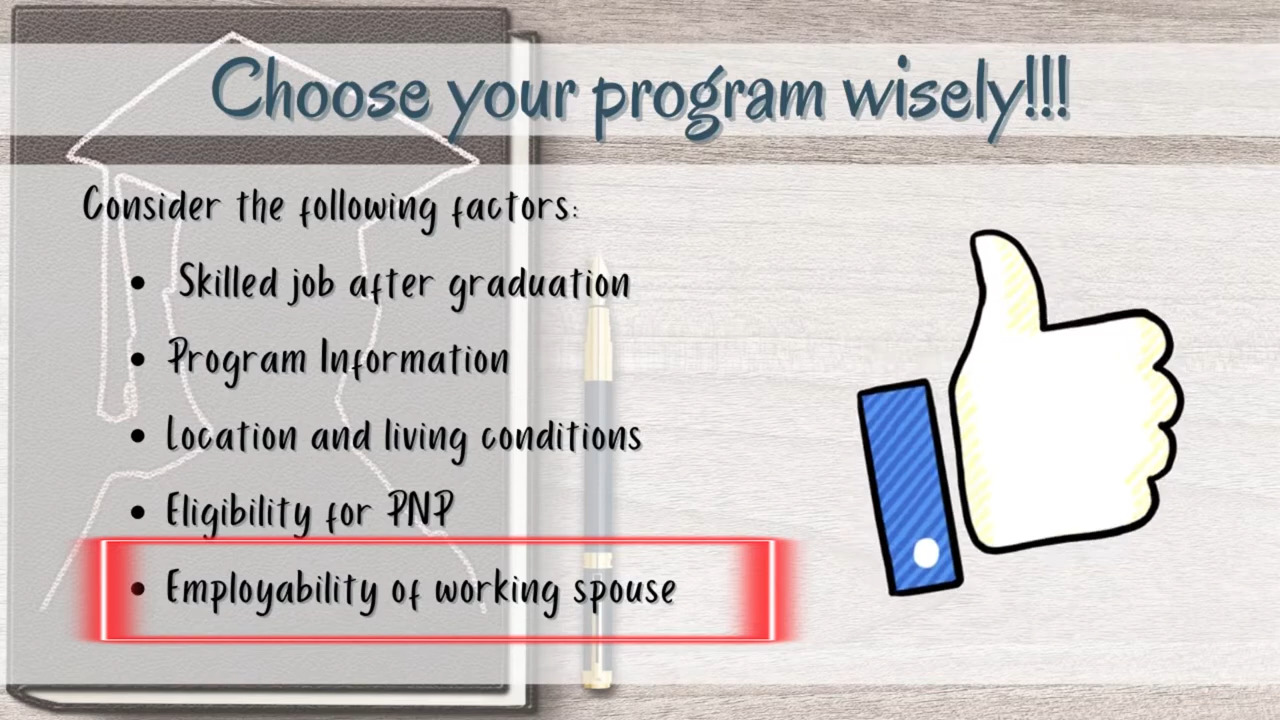 Choose your program wisely!!!
Consider the following factors:
• Skilled job after graduation
• Program Information
• Location and living conditions
• Eligibility for PNP
• Employability of working spouse